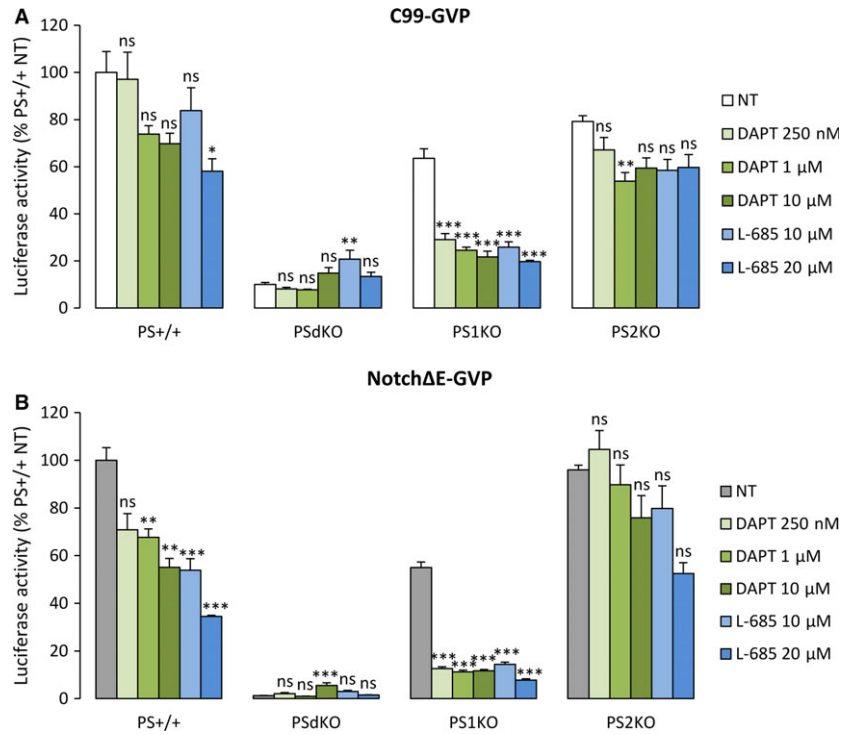 A
C99-GVP
Luciferase activity (% PS+/+ NT)
120
100
80
60
40
20
0
ns
ns
ns
ns
*
ns
ns
ns
**
ns
***
***
***
***
***
ns
**
ns
ns
ns
PS+/+
PSdKO
PS1KO
PS2KO
NT
DAPT 250 nM
DAPT 1 µM
DAPT 10 µM
L-685 10 µM
L-685 20 µM
B
NotchΔE-GVP
Luciferase activity (% PS+/+ NT)
120
100
80
60
40
20
0
ns
**
**
***
***
ns
ns
***
ns
ns
***
***
***
***
***
ns
ns
ns
ns
ns
PS+/+
PSdKO
PS1KO
PS2KO
NT
DAPT 250 nM
DAPT 1 µM
DAPT 10 µM
L-685 10 µM
L-685 20 µM